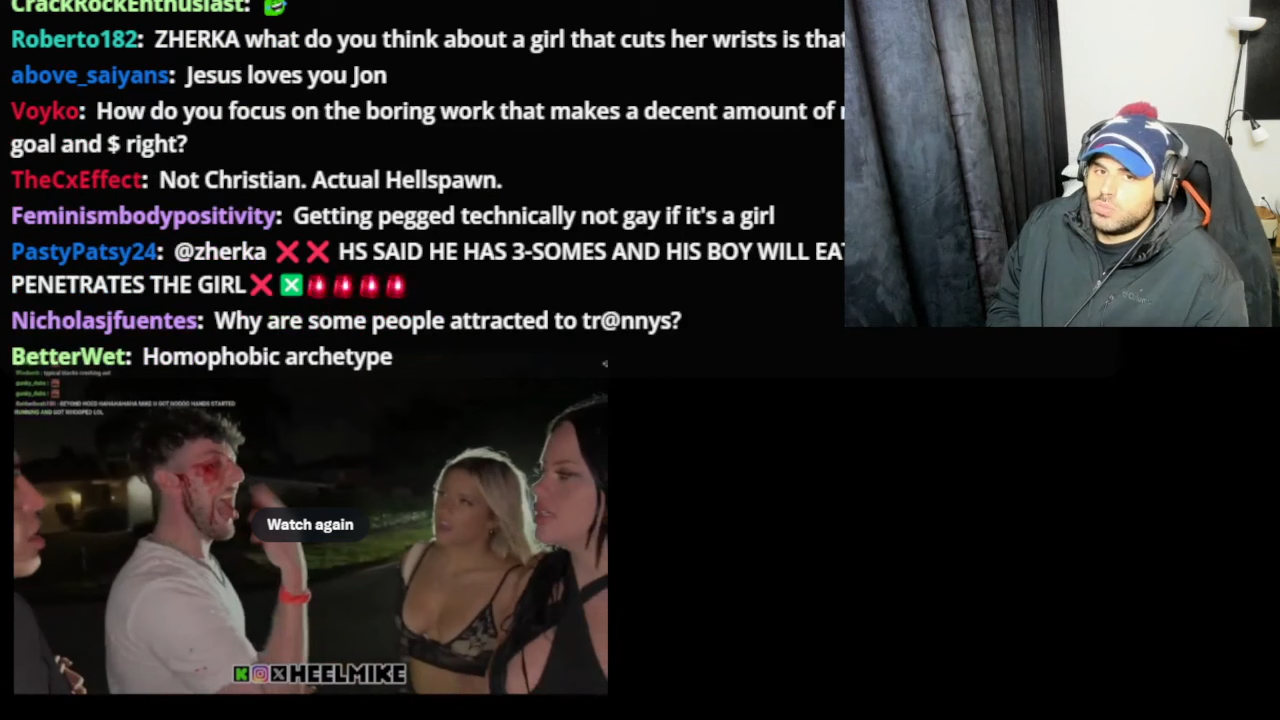 CrackRockEnthusiast:
Roberto182: ZHERKA what do you think about a girl that cuts her wrists is that
above_saiyans: Jesus loves you Jon
Voyko: How do you focus on the boring work that makes a decent amount of
goal and $ right?
TheCxEffect: Not Christian. Actual Hellspawn.
Feminismbodypositivity: Getting pegged technically not gay if it's a girl
PastyPatsy24: @zherka ❌ ❌ HS SAID HE HAS 3-SOMES AND HIS BOY WILL EAT
PENETRATES THE GIRL ❌ ❎ 🚨 🚨 🚨 🚨
Nicholasjfuentes: Why are some people attracted to tr@nnys?
BetterWet: Homophobic archetype
Watch again
HEELMIKE